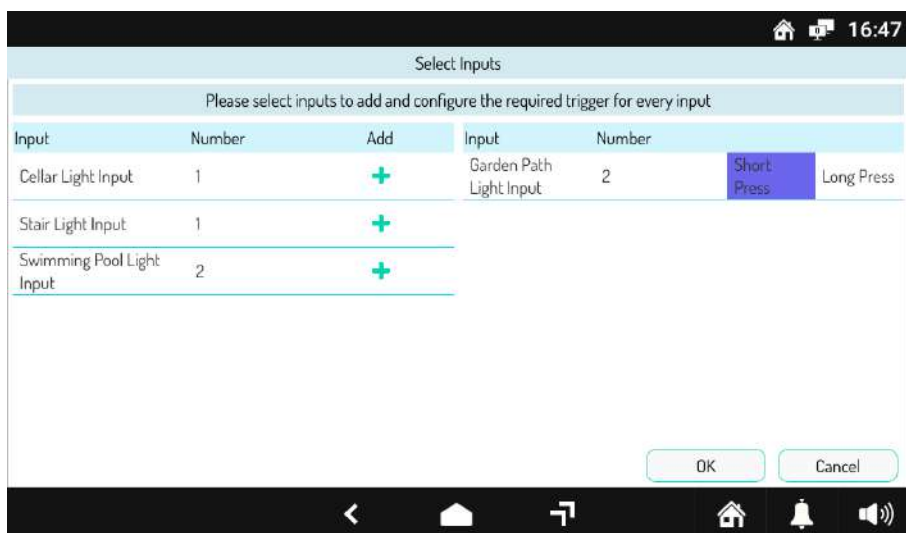 16:47
Select Inputs
Please select inputs to add and configure the required trigger for every input
Input Number Add Input Number
Cellar Light Input 1 Garden Path Light Input 2 Short Press Long Press
Stair Light Input 1
Swimming Pool Light Input 2
OK Cancel